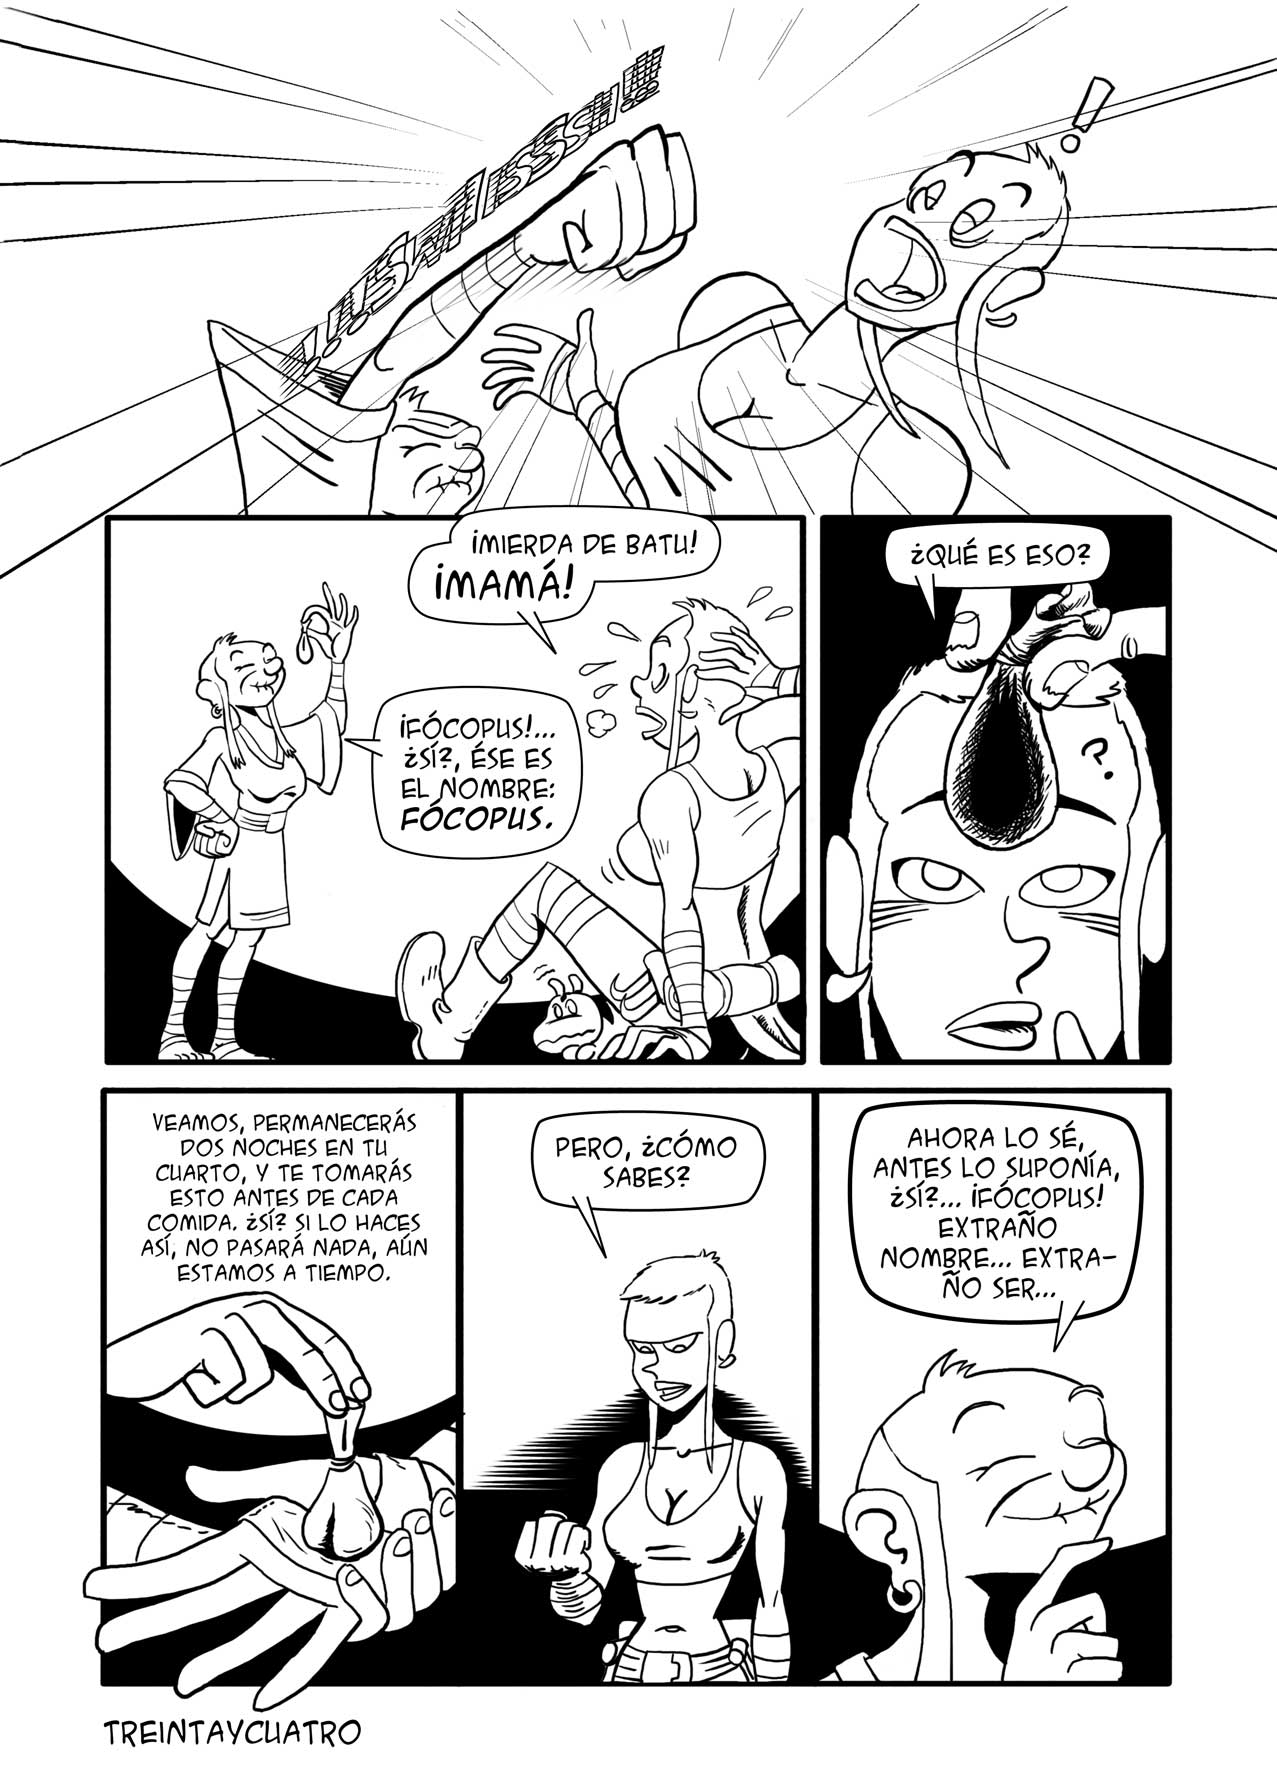 ¡MIERDA DE BATU!
¡MAMÁ!
¡FÓCOPUS!...
¿SÍ?, ÉSE ES
EL NOMBRE:
FÓCOPUS.
¿QUÉ ES ESO?
?
VEAMOS, PERMANECERÁS
DOS NOCHES EN TU
CUARTO, Y TE TOMARÁS
ESTO ANTES DE CADA
COMIDA. ¿SÍ? SI LO HACES
ASÍ, NO PASARÁ NADA, AÚN
ESTAMOS A TIEMPO.
PERO, ¿CÓMO
SABES?
AHORA LO SÉ,
ANTES LO SUPONÍA,
¿SÍ?... ¡FÓCOPUS!
EXTRAÑO
NOMBRE... EXTRA-
ÑO SER...
TREINTAYCUATRO